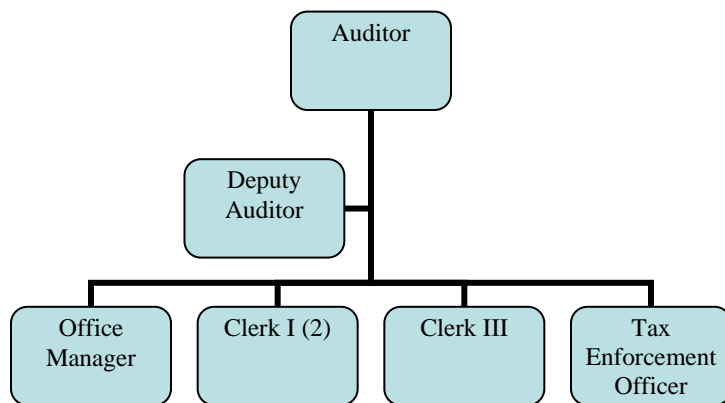 Auditor
Deputy
Auditor
Office
Manager
Clerk I (2)
Clerk III
Tax
Enforcement
Officer